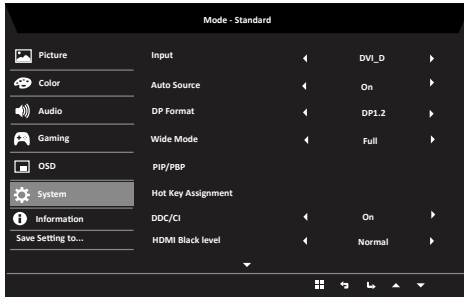 Mode - Standard
Picture
Color
Audio
Gaming
OSD
System
Information
Save Setting to...
Input DVI_D
Auto Source On
DP Format DP1.2
Wide Mode Full
PIP/PBP
Hot Key Assignment
DDC/CI On
HDMI Black level Normal